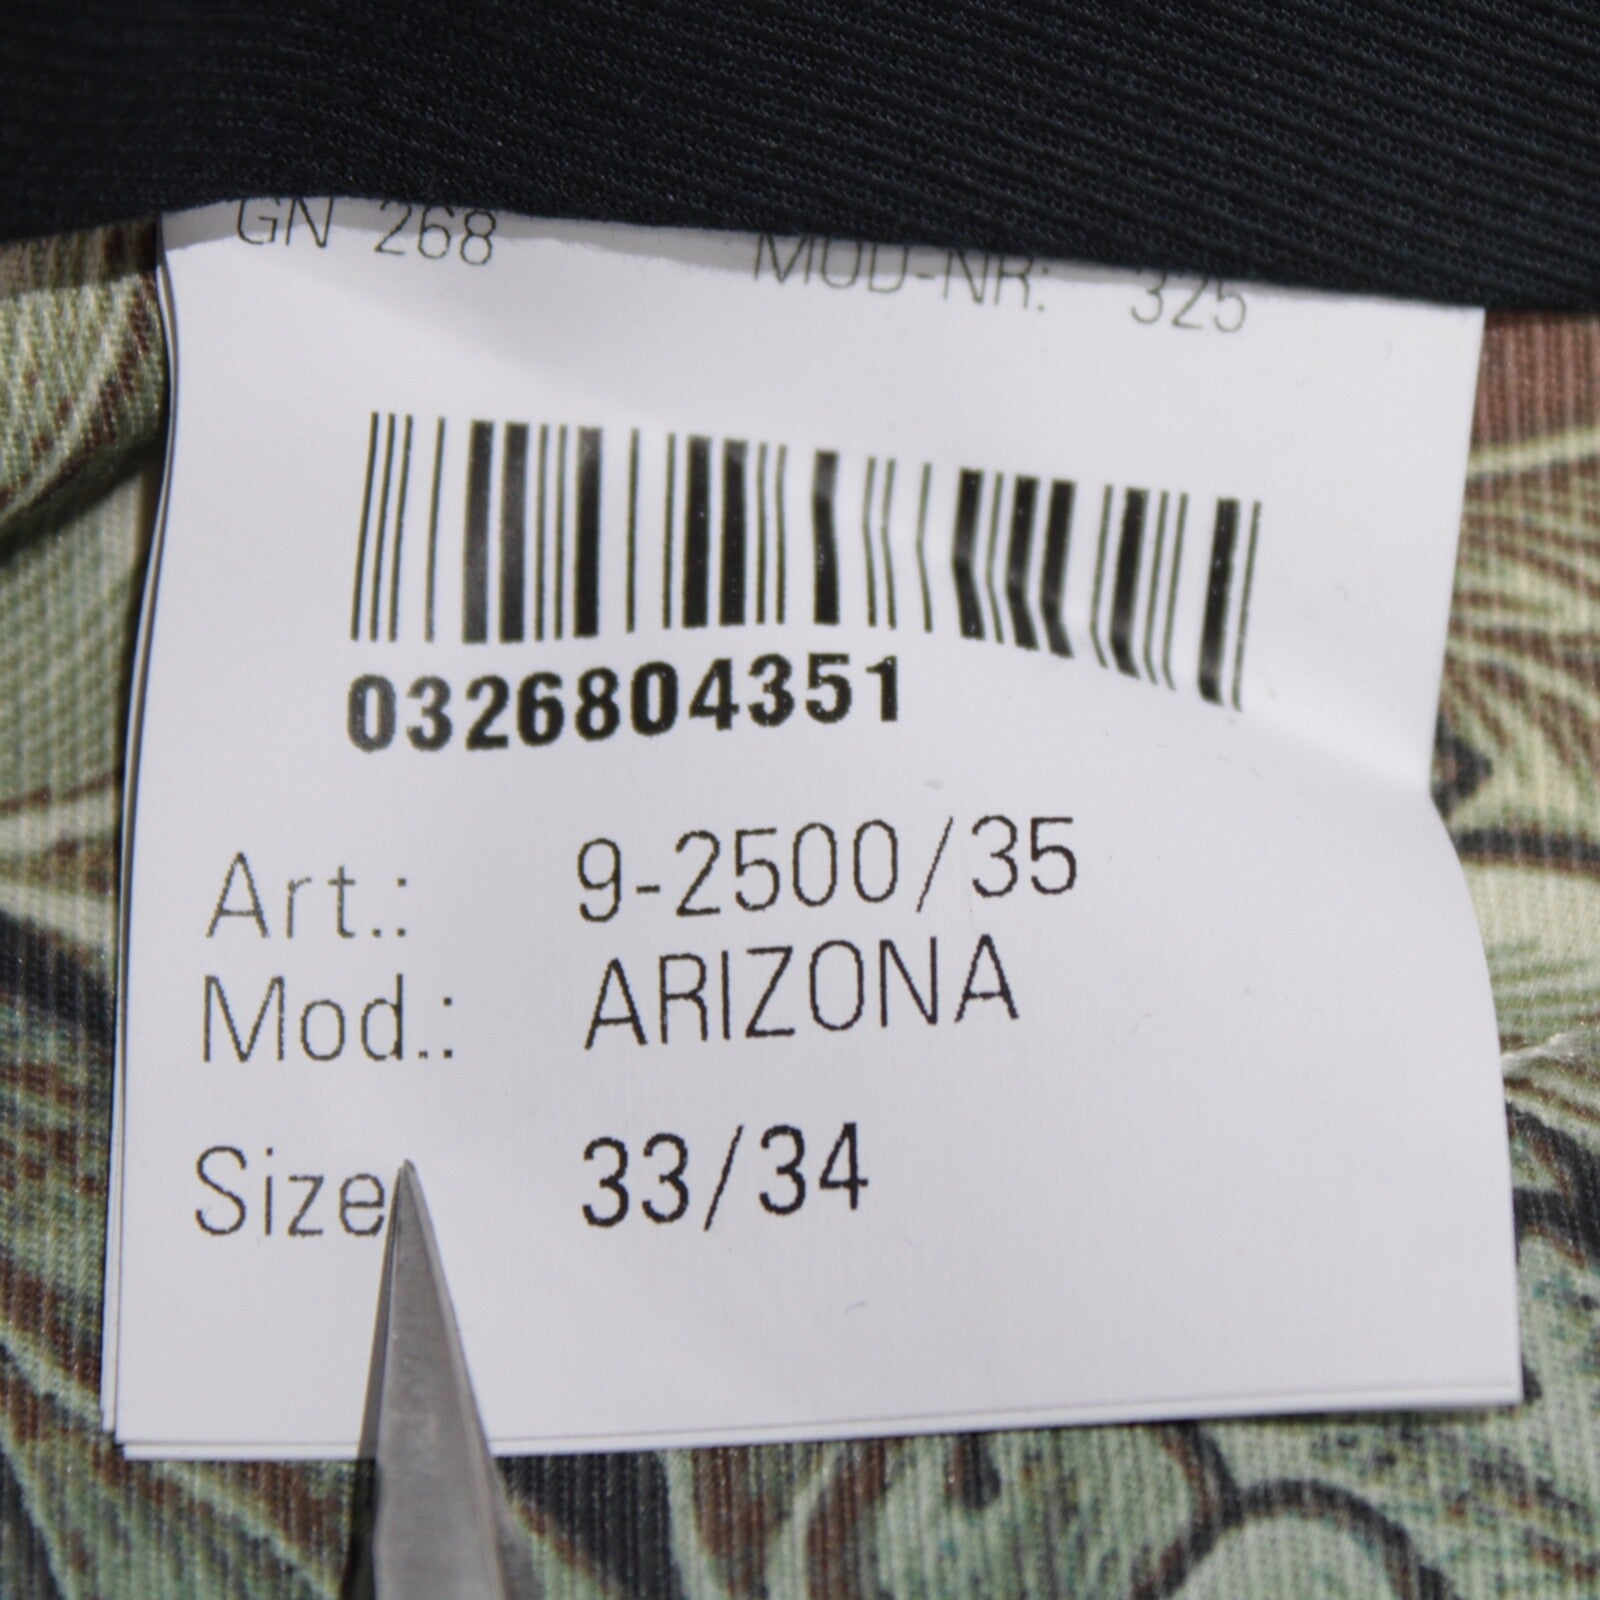 GN 268 MOD-NR: 325
0326804351
Art.: 9-2500/35
Mod.: ARIZONA
Size 33/34